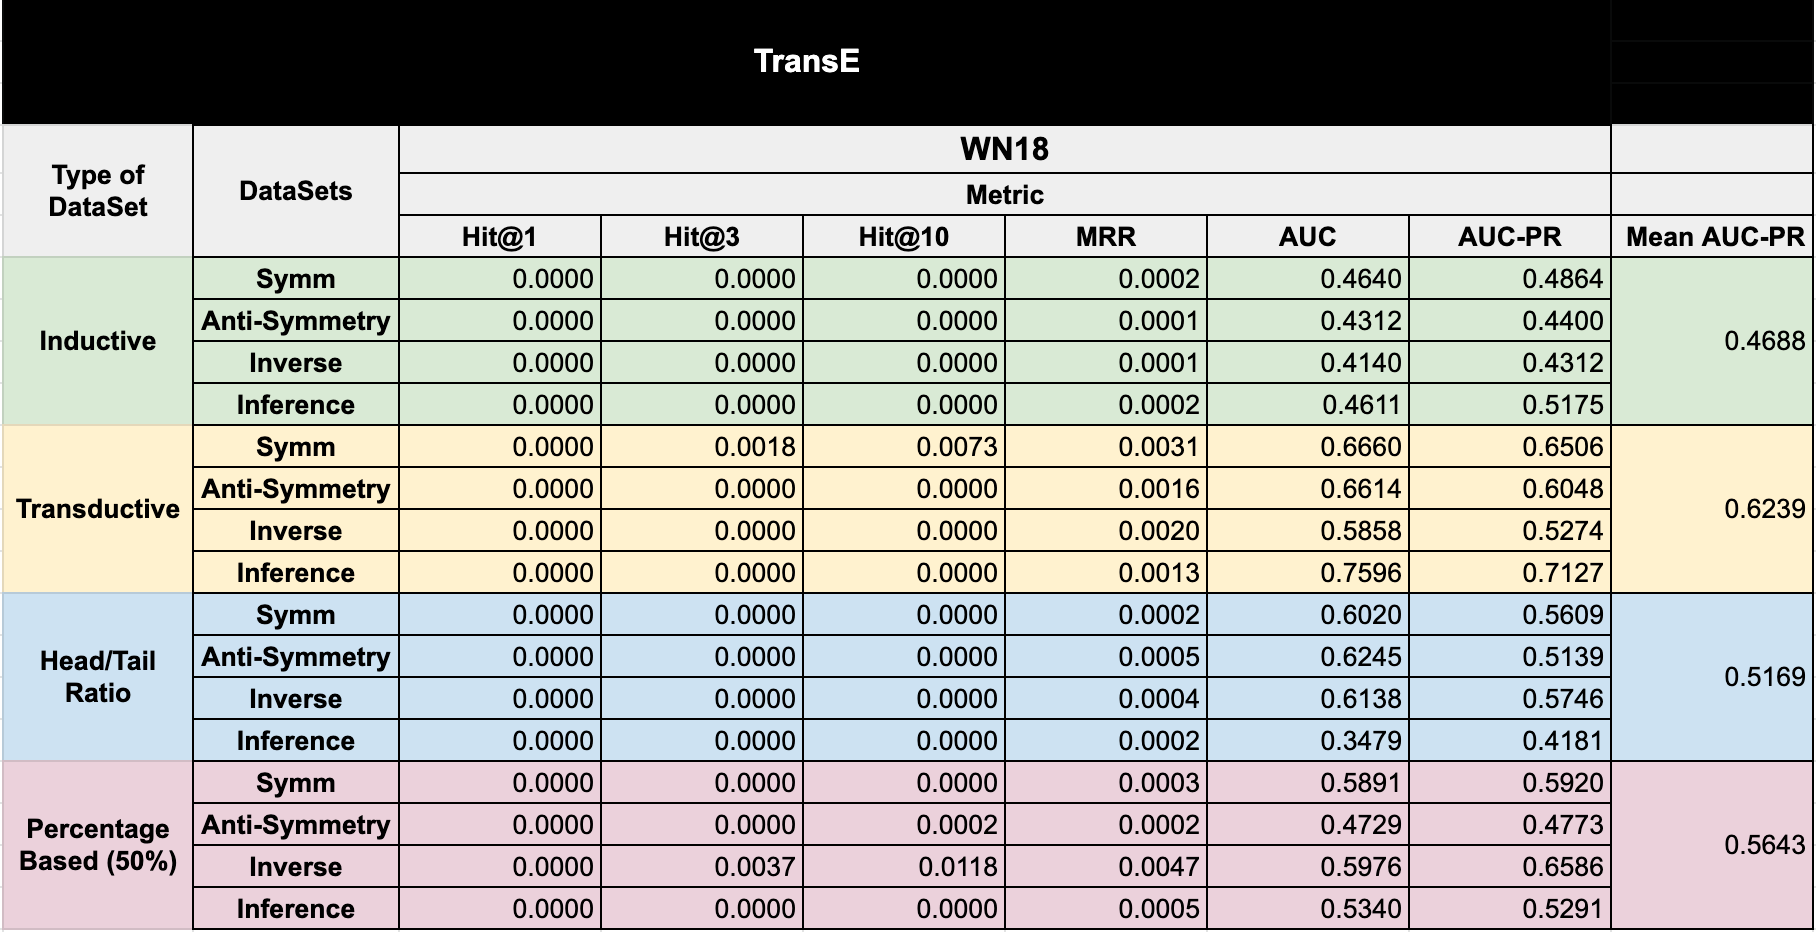 TransE
Type of DataSet DataSets WN18
Metric
Hit@1 Hit@3 Hit@10 MRR AUC AUC-PR Mean AUC-PR
Inductive Symm 0.0000 0.0000 0.0000 0.0002 0.4640 0.4864 0.4688
Anti-Symmetry 0.0000 0.0000 0.0000 0.0001 0.4312 0.4400
Inverse 0.0000 0.0000 0.0000 0.0001 0.4140 0.4312
Inference 0.0000 0.0000 0.0000 0.0002 0.4611 0.5175
Transductive Symm 0.0000 0.0018 0.0073 0.0031 0.6660 0.6506 0.6239
Anti-Symmetry 0.0000 0.0000 0.0000 0.0016 0.6614 0.6048
Inverse 0.0000 0.0000 0.0000 0.0020 0.5858 0.5274
Inference 0.0000 0.0000 0.0000 0.0013 0.7596 0.7127
Head/Tail Ratio Symm 0.0000 0.0000 0.0000 0.0002 0.6020 0.5609 0.5169
Anti-Symmetry 0.0000 0.0000 0.0000 0.0005 0.6245 0.5139
Inverse 0.0000 0.0000 0.0000 0.0004 0.6138 0.5746
Inference 0.0000 0.0000 0.0000 0.0002 0.3479 0.4181
Percentage Based (50%) Symm 0.0000 0.0000 0.0000 0.0003 0.5891 0.5920 0.5643
Anti-Symmetry 0.0000 0.0000 0.0002 0.0002 0.4729 0.4773
Inverse 0.0000 0.0037 0.0118 0.0047 0.5976 0.6586
Inference 0.0000 0.0000 0.0000 0.0005 0.5340 0.5291